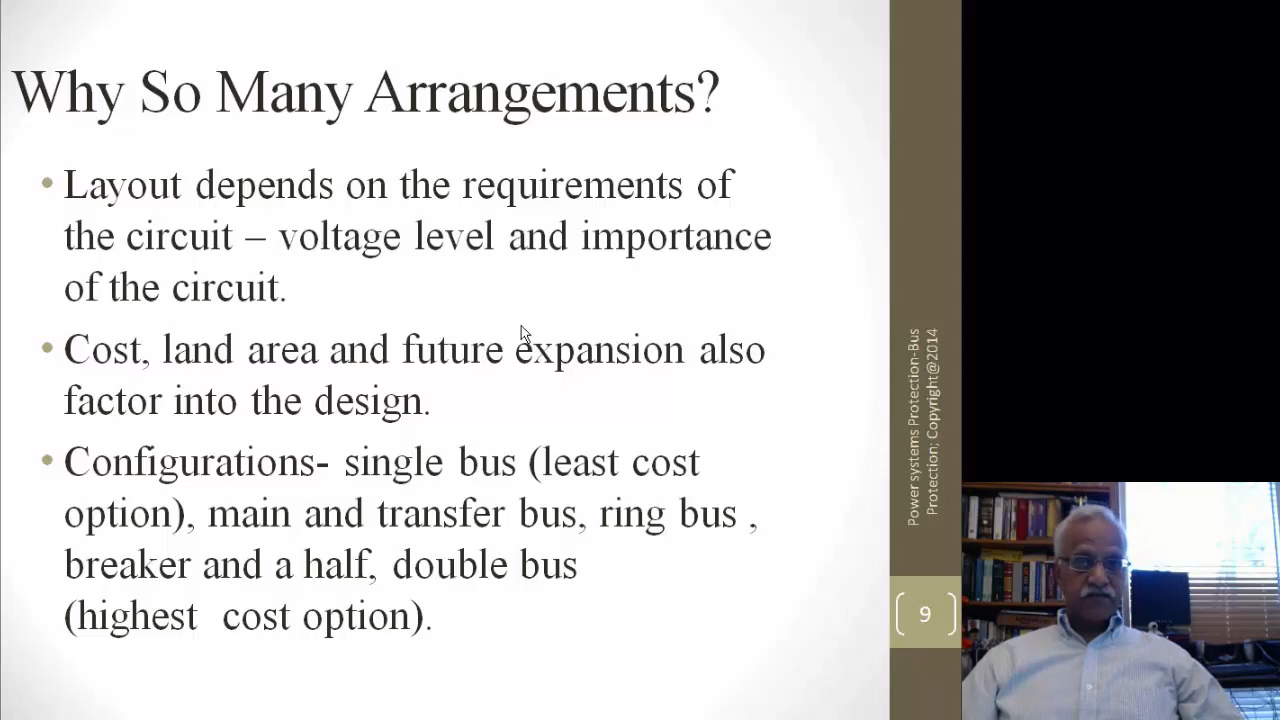 Why So Many Arrangements?
• Layout depends on the requirements of
the circuit – voltage level and importance
of the circuit.
• Cost, land area and future expansion also
factor into the design.
• Configurations- single bus (least cost
option), main and transfer bus, ring bus ,
breaker and a half, double bus
(highest cost option).
Power systems Protection-Bus
Protection; Copyright@2014
9